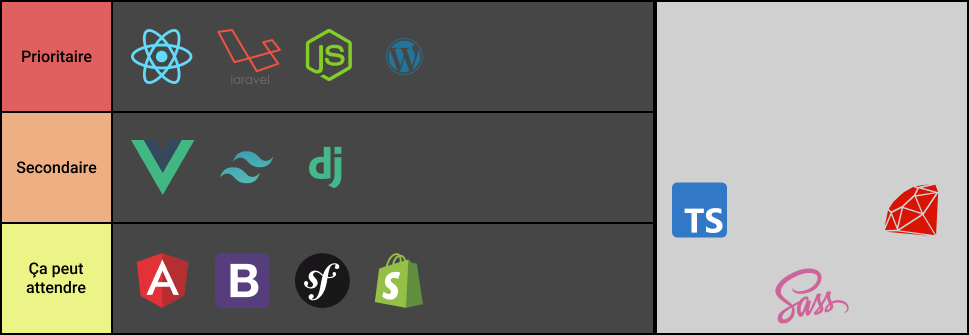 Prioritaire
laravel
JS
W
Secondaire
dj
TS
Ça peut
attendre
A
B
sf
S
Sass